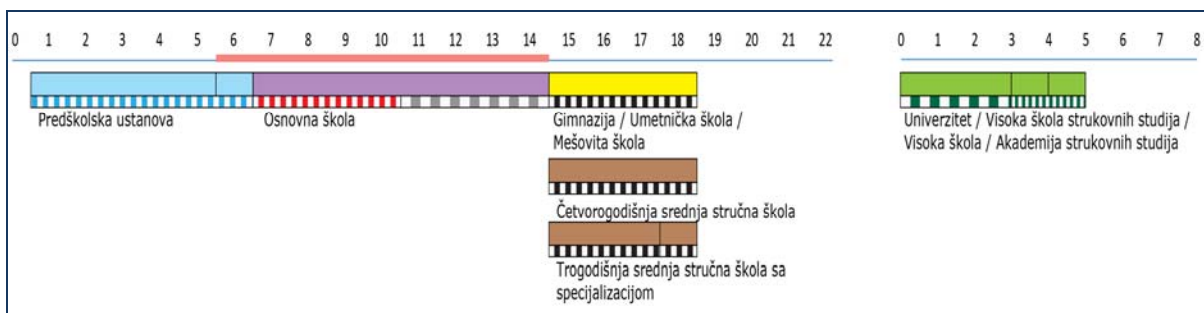 0 1 2 3 4 5 6 7 8 9 10 11 12 13 14 15 16 17 18 19 20 21 22
0 1 2 3 4 5 6 7 8
Predškolska ustanova
Osnovna škola
Gimnazija / Umetnička škola /
Mešovita škola
Univerzitet / Visoka škola strukovnih studija /
Visoka škola / Akademija strukovnih studija
Četvorogodišnja srednja stručna škola
Trogodišnja srednja stručna škola sa
specijalizacijom